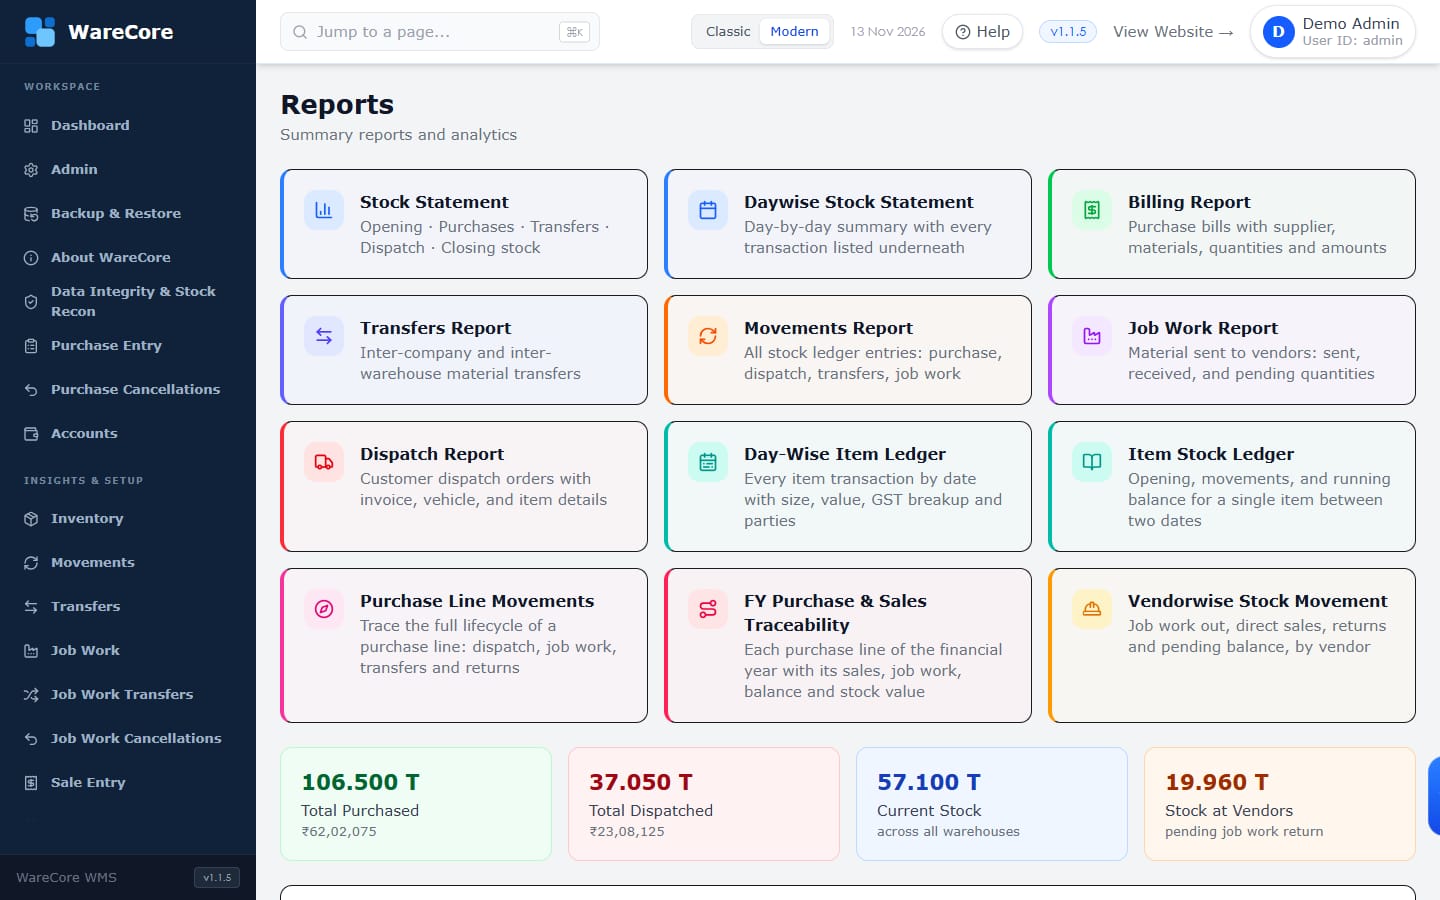 WareCore
Jump to a page...
⌘K
Classic
Modern
13 Nov 2026
Help
v1.1.5
View Website →
D
Demo Admin
User ID: admin
WORKSPACE
Dashboard
Admin
Backup & Restore
About WareCore
Data Integrity & Stock
Recon
Purchase Entry
Purchase Cancellations
Accounts
INSIGHTS & SETUP
Inventory
Movements
Transfers
Job Work
Job Work Transfers
Job Work Cancellations
Sale Entry
WareCore WMS
v1.1.5
Reports
Summary reports and analytics
Stock Statement
Opening · Purchases · Transfers ·
Dispatch · Closing stock
Daywise Stock Statement
Day-by-day summary with every
transaction listed underneath
Billing Report
Purchase bills with supplier,
materials, quantities and amounts
Transfers Report
Inter-company and inter-
warehouse material transfers
Movements Report
All stock ledger entries: purchase,
dispatch, transfers, job work
Job Work Report
Material sent to vendors: sent,
received, and pending quantities
Dispatch Report
Customer dispatch orders with
invoice, vehicle, and item details
Day-Wise Item Ledger
Every item transaction by date
with size, value, GST breakup and
parties
Item Stock Ledger
Opening, movements, and running
balance for a single item between
two dates
Purchase Line Movements
Trace the full lifecycle of a
purchase line: dispatch, job work,
transfers and returns
FY Purchase & Sales
Traceability
Each purchase line of the financial
year with its sales, job work,
balance and stock value
Vendorwise Stock Movement
Job work out, direct sales, returns
and pending balance, by vendor
106.500 T
Total Purchased
₹62,02,075
37.050 T
Total Dispatched
₹23,08,125
57.100 T
Current Stock
across all warehouses
19.960 T
Stock at Vendors
pending job work return